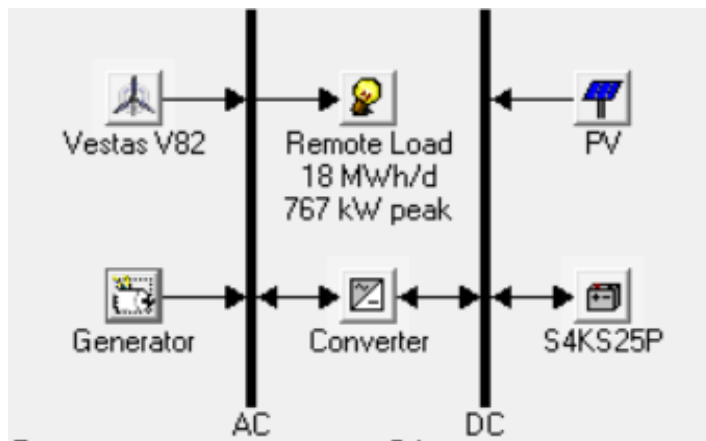 Vestas V82
Remote Load
18 MWh/d
767 kW peak
PV
Generator
Converter
S4KS25P
AC
DC